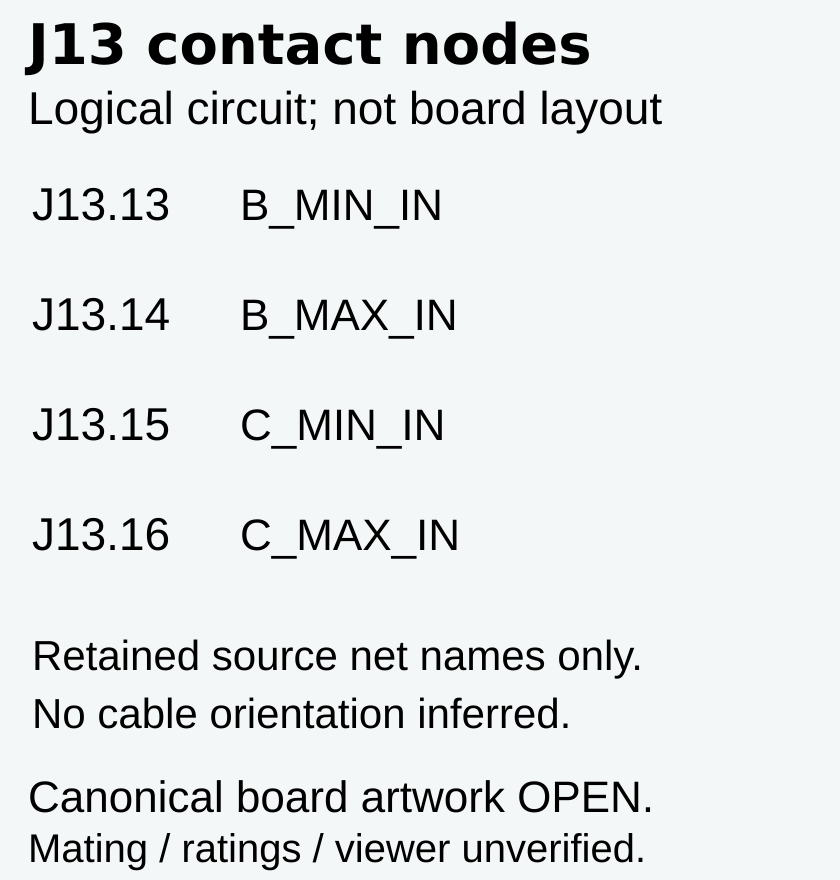 J13 contact nodes
Logical circuit; not board layout
J13.13 B_MIN_IN
J13.14 B_MAX_IN
J13.15 C_MIN_IN
J13.16 C_MAX_IN
Retained source net names only.
No cable orientation inferred.
Canonical board artwork OPEN.
Mating / ratings / viewer unverified.